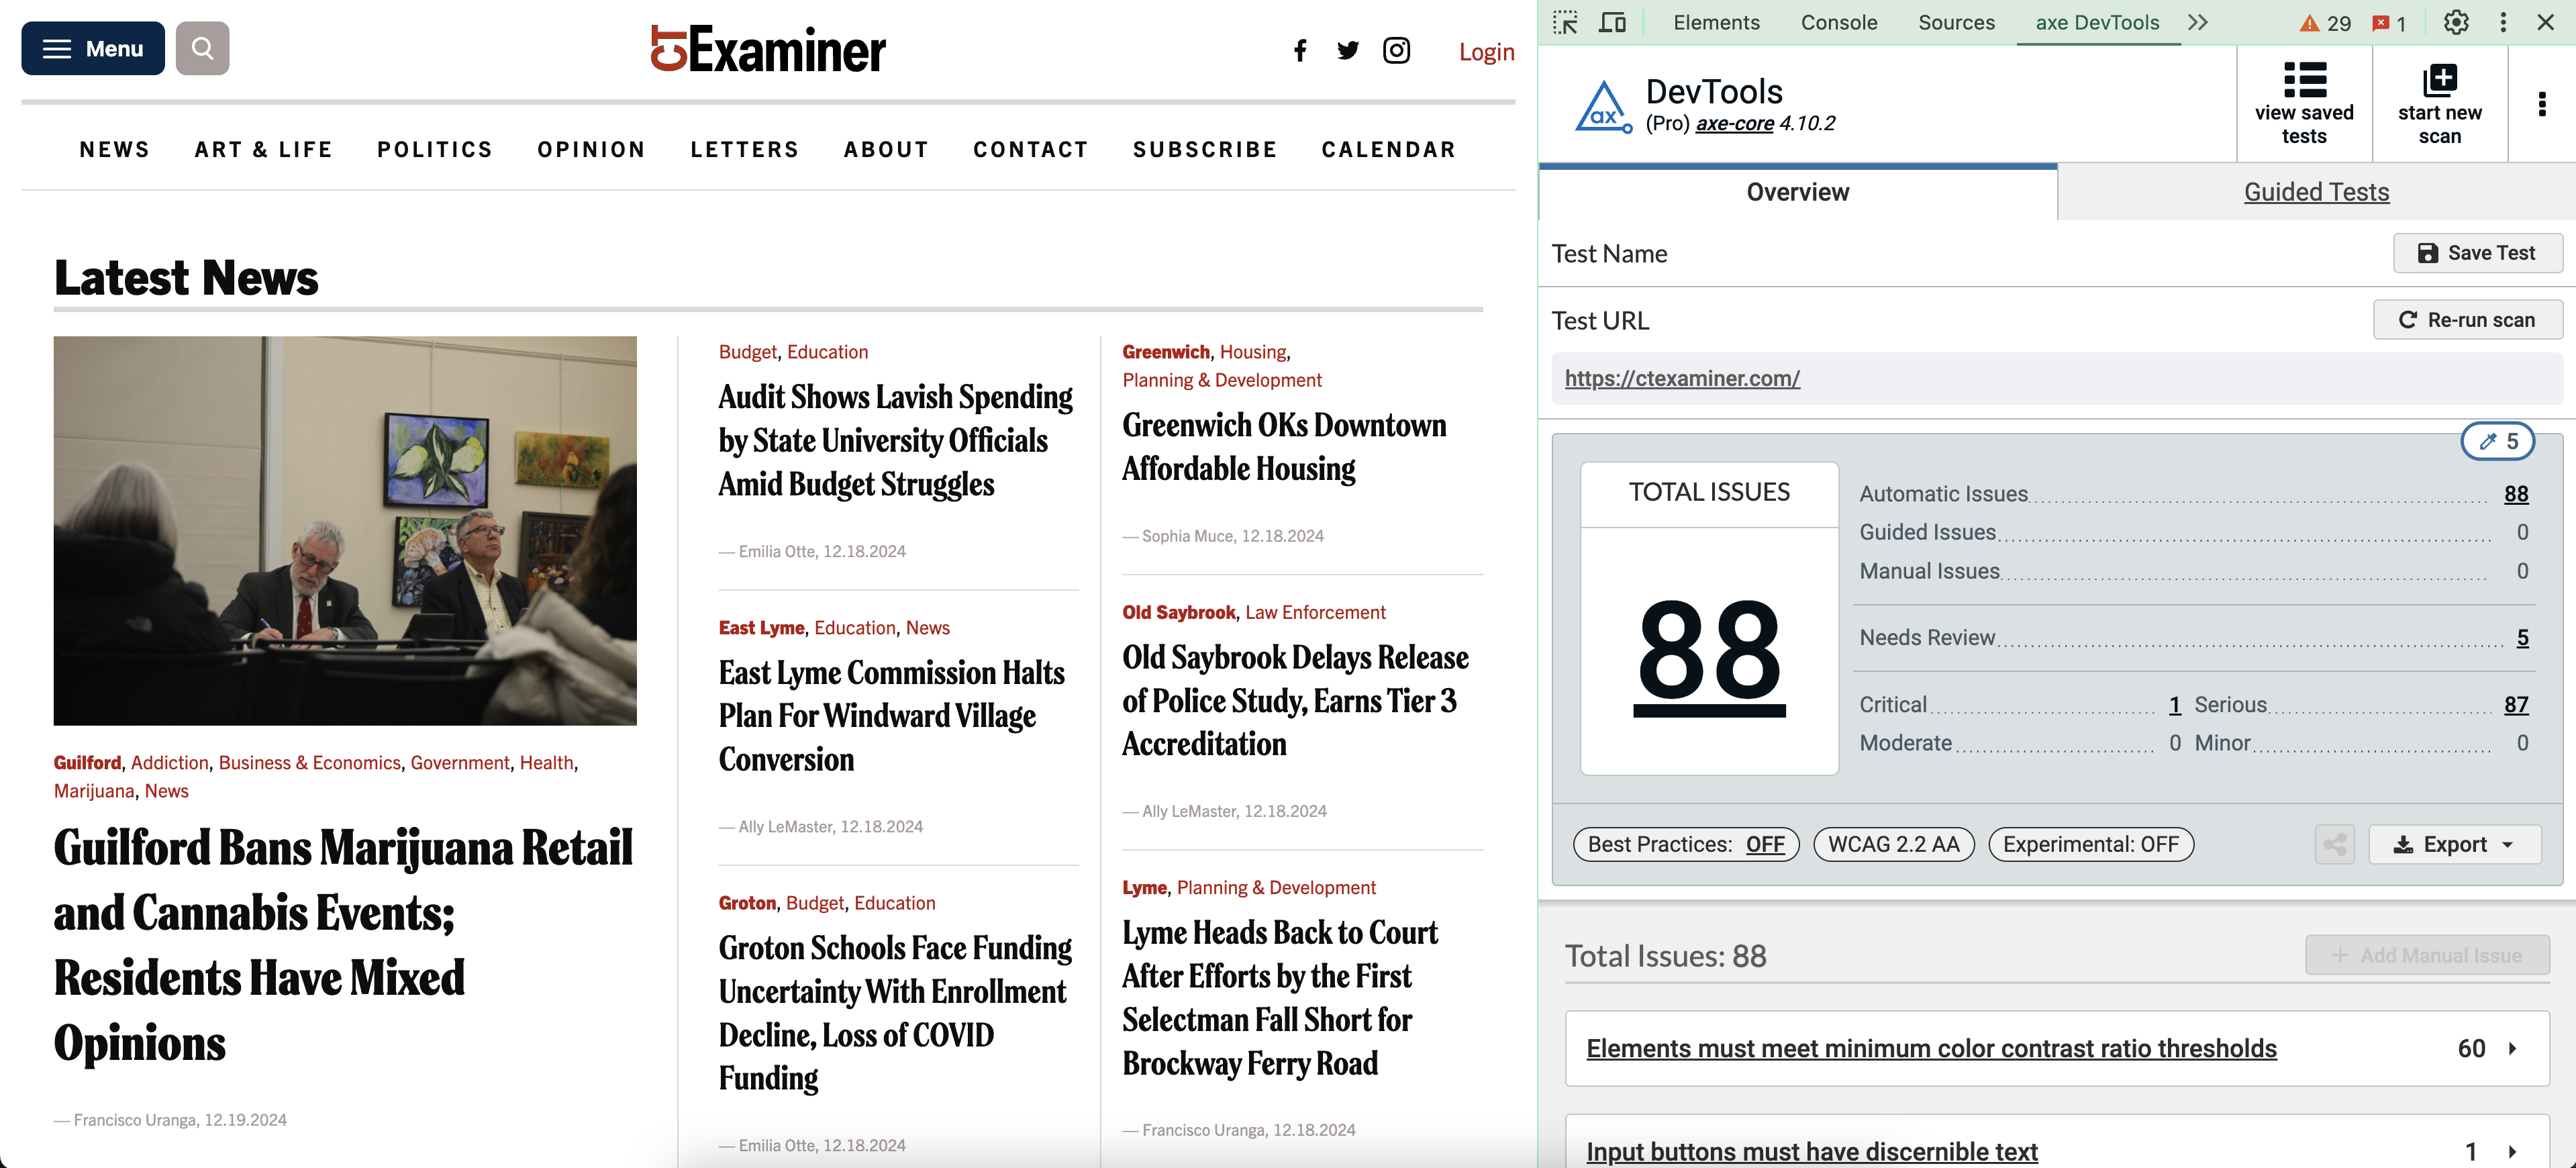 Menu
CTExaminer
Login
NEWS ART & LIFE POLITICS OPINION LETTERS ABOUT CONTACT SUBSCRIBE CALENDAR
Latest News
Guilford, Addiction, Business & Economics, Government, Health,
Marijuana, News
Guilford Bans Marijuana Retail
and Cannabis Events;
Residents Have Mixed
Opinions
— Francisco Uranga, 12.19.2024
Budget, Education
Audit Shows Lavish Spending
by State University Officials
Amid Budget Struggles
— Emilia Otte, 12.18.2024
East Lyme, Education, News
East Lyme Commission Halts
Plan For Windward Village
Conversion
— Ally LeMaster, 12.18.2024
Groton, Budget, Education
Groton Schools Face Funding
Uncertainty With Enrollment
Decline, Loss of COVID
Funding
— Emilia Otte, 12.18.2024
Greenwich, Housing,
Planning & Development
Greenwich OKs Downtown
Affordable Housing
— Sophia Muce, 12.18.2024
Old Saybrook, Law Enforcement
Old Saybrook Delays Release
of Police Study, Earns Tier 3
Accreditation
— Ally LeMaster, 12.18.2024
Lyme, Planning & Development
Lyme Heads Back to Court
After Efforts by the First
Selectman Fall Short for
Brockway Ferry Road
— Francisco Uranga, 12.18.2024
Elements Console Sources axe DevTools 29 1
ax
DevTools
(Pro) axe-core 4.10.2
view saved
tests
start new
scan
Overview
Guided Tests
Test Name
Save Test
Test URL
Re-run scan
https://ctexaminer.com/
5
TOTAL ISSUES
88
Automatic Issues 88
Guided Issues 0
Manual Issues 0
Needs Review 5
Critical 1 Serious 87
Moderate 0 Minor 0
Best Practices: OFF
WCAG 2.2 AA
Experimental: OFF
Export
Total Issues: 88
+ Add Manual Issue
Elements must meet minimum color contrast ratio thresholds 60
Input buttons must have discernible text 1